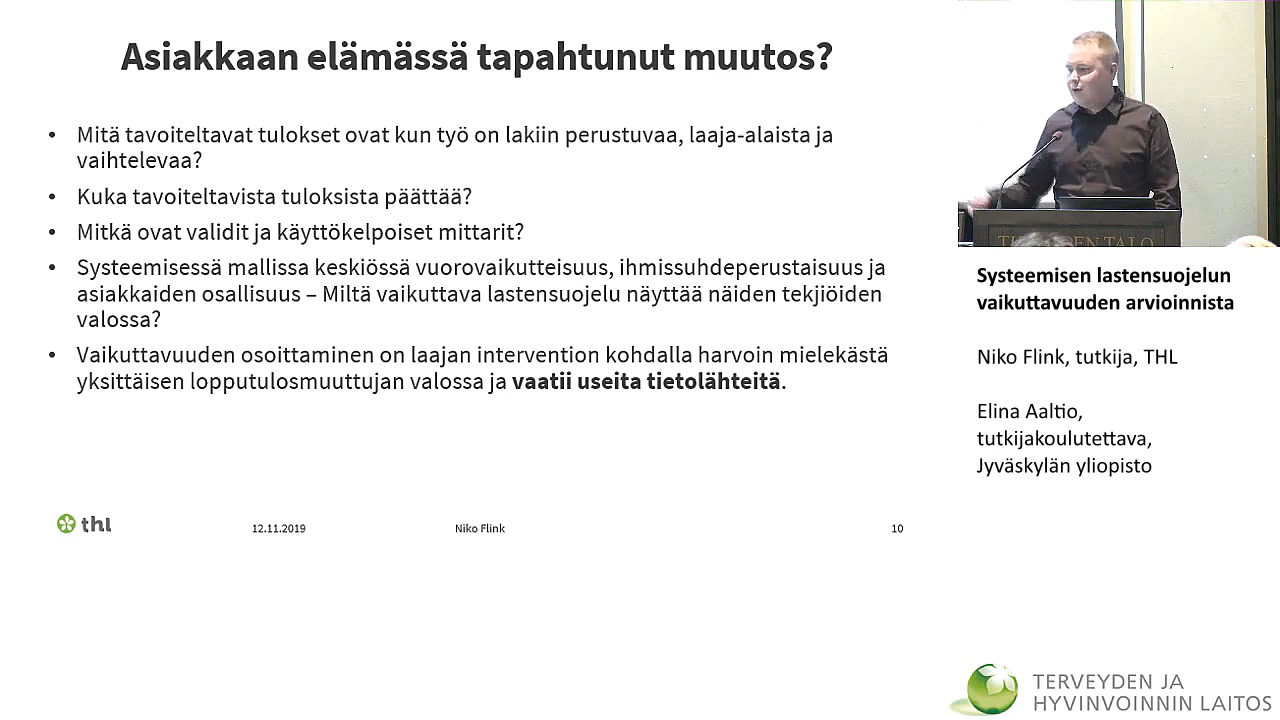 Asiakkaan elämässä tapahtunut muutos?
• Mitä tavoiteltavat tulokset ovat kun työ on lakiin perustuvaa, laaja-alaista ja
vaihtelevaa?
• Kuka tavoiteltavista tuloksista päättää?
• Mitkä ovat validit ja käyttökelpoiset mittarit?
• Systeemisessä mallissa keskiössä vuorovaikutteisuus, ihmissuhdeperustaisuus ja
asiakkaiden osallisuus – Miltä vaikuttava lastensuojelu näyttää näiden tekjiöiden
valossa?
• Vaikuttavuuden osoittaminen on laajan intervention kohdalla harvoin mielekästä
yksittäisen lopputulosmuuttujan valossa ja vaatii useita tietolähteitä.
thl
12.11.2019
Niko Flink
10
Systeemisen lastensuojelun
vaikuttavuuden arvioinnista
Niko Flink, tutkija, THL
Elina Aaltio,
tutkijakoulutettava,
Jyväskylän yliopisto
TERVEYDEN JA
HYVINVOINNIN LAITOS